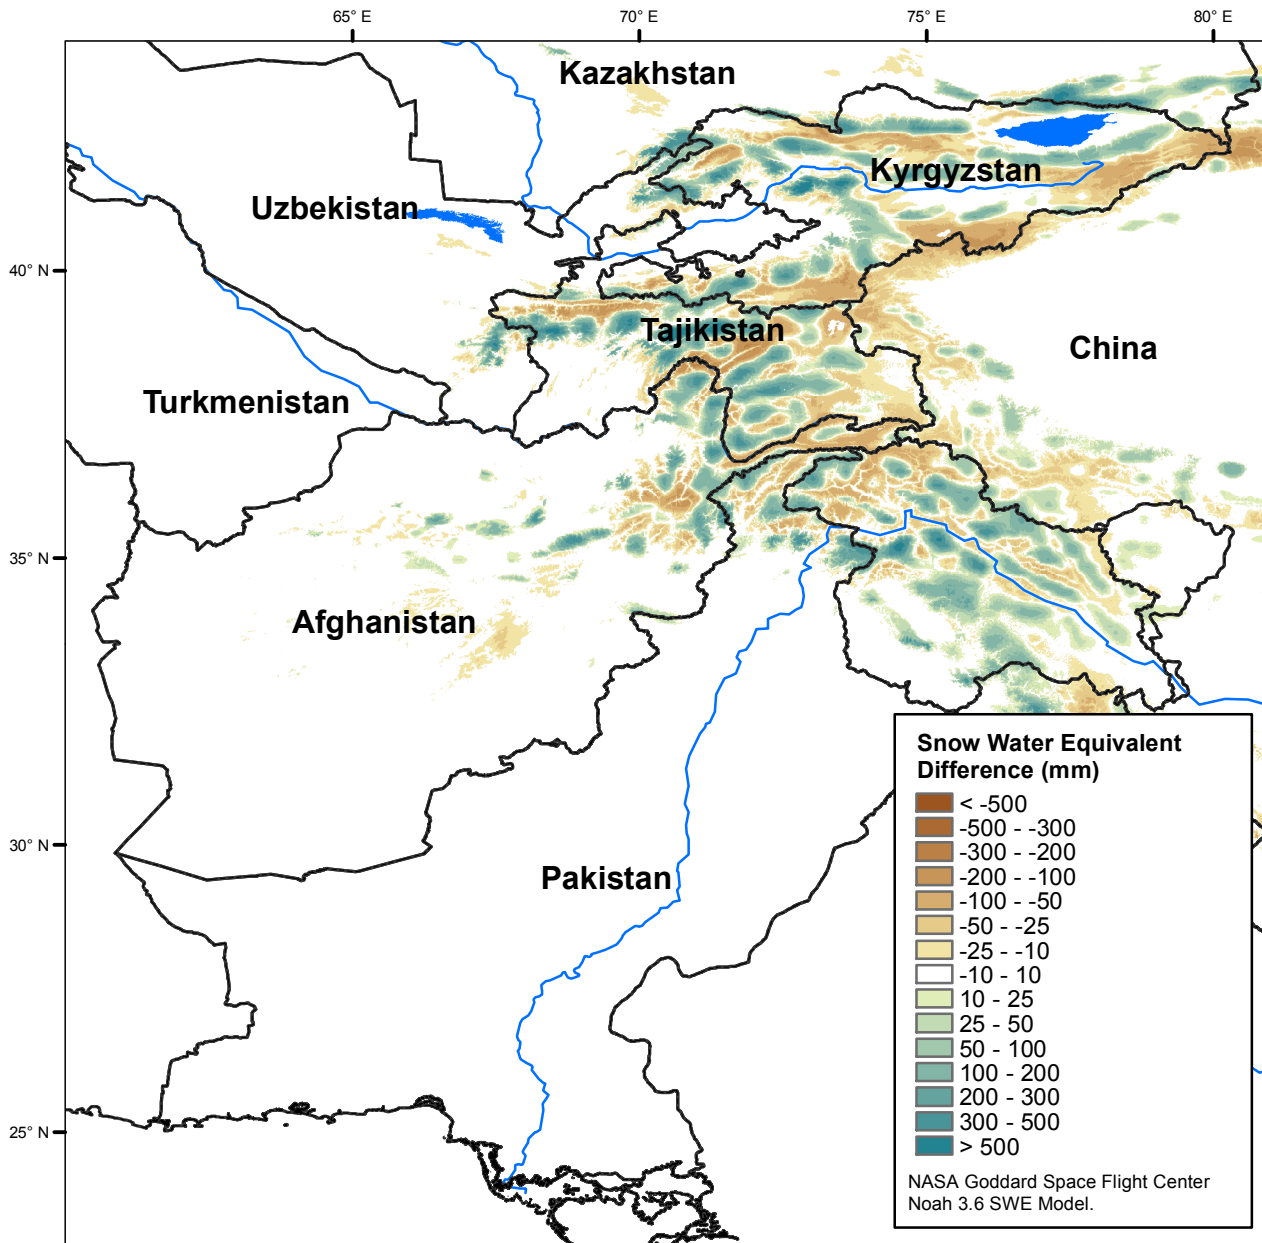 65° E
70° E
75° E
80° E
Kazakhstan
Kyrgyzstan
Uzbekistan
40° N
Tajikistan
China
Turkmenistan
35° N
Afghanistan
Snow Water Equivalent
Difference (mm)
< -500
-500 - -300
-300 - -200
-200 - -100
-100 - -50
-50 - -25
-25 - -10
-10 - 10
10 - 25
25 - 50
50 - 100
100 - 200
200 - 300
300 - 500
> 500
NASA Goddard Space Flight Center
Noah 3.6 SWE Model.
30° N
Pakistan
25° N